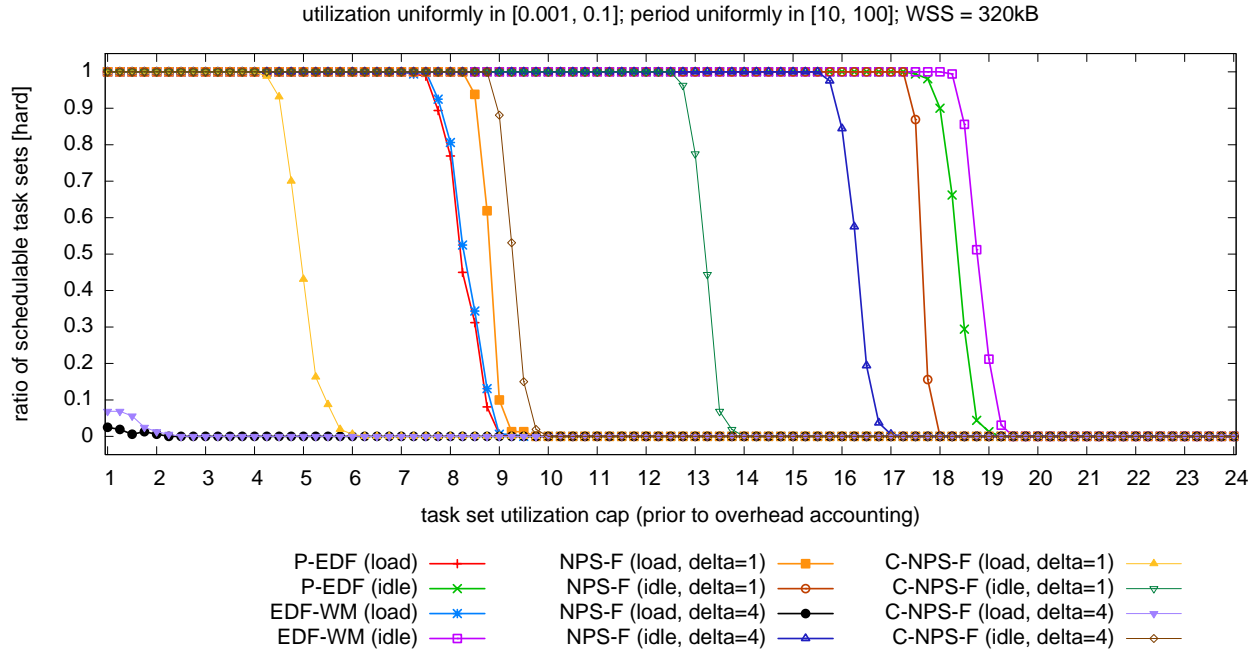 utilization uniformly in [0.001, 0.1]; period uniformly in [10, 100]; WSS = 320kB
ratio of schedulable task sets [hard]
1
0.9
0.8
0.7
0.6
0.5
0.4
0.3
0.2
0.1
0
1 2 3 4 5 6 7 8 9 10 11 12 13 14 15 16 17 18 19 20 21 22 23 24
task set utilization cap (prior to overhead accounting)
P-EDF (load) NPS-F (load, delta=1) C-NPS-F (load, delta=1)
P-EDF (idle) NPS-F (idle, delta=1) C-NPS-F (idle, delta=1)
EDF-WM (load) NPS-F (load, delta=4) C-NPS-F (load, delta=4)
EDF-WM (idle) NPS-F (idle, delta=4) C-NPS-F (idle, delta=4)